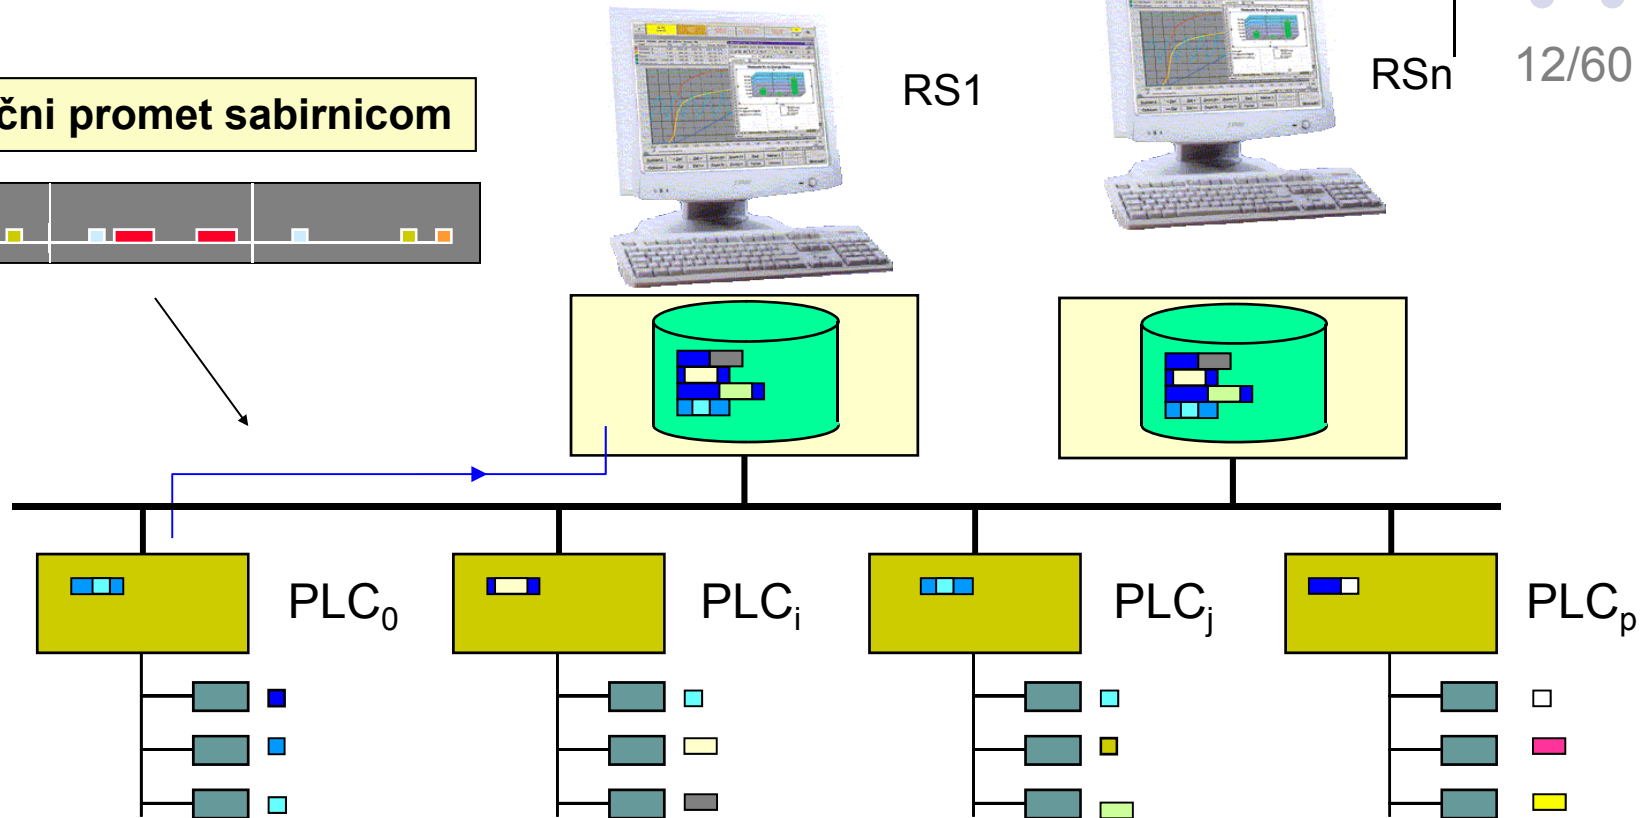 RS1
RSn
12/60
čni promet sabirnicom
PLC₀
PLCᵢ
PLCⱼ
PLCₚ